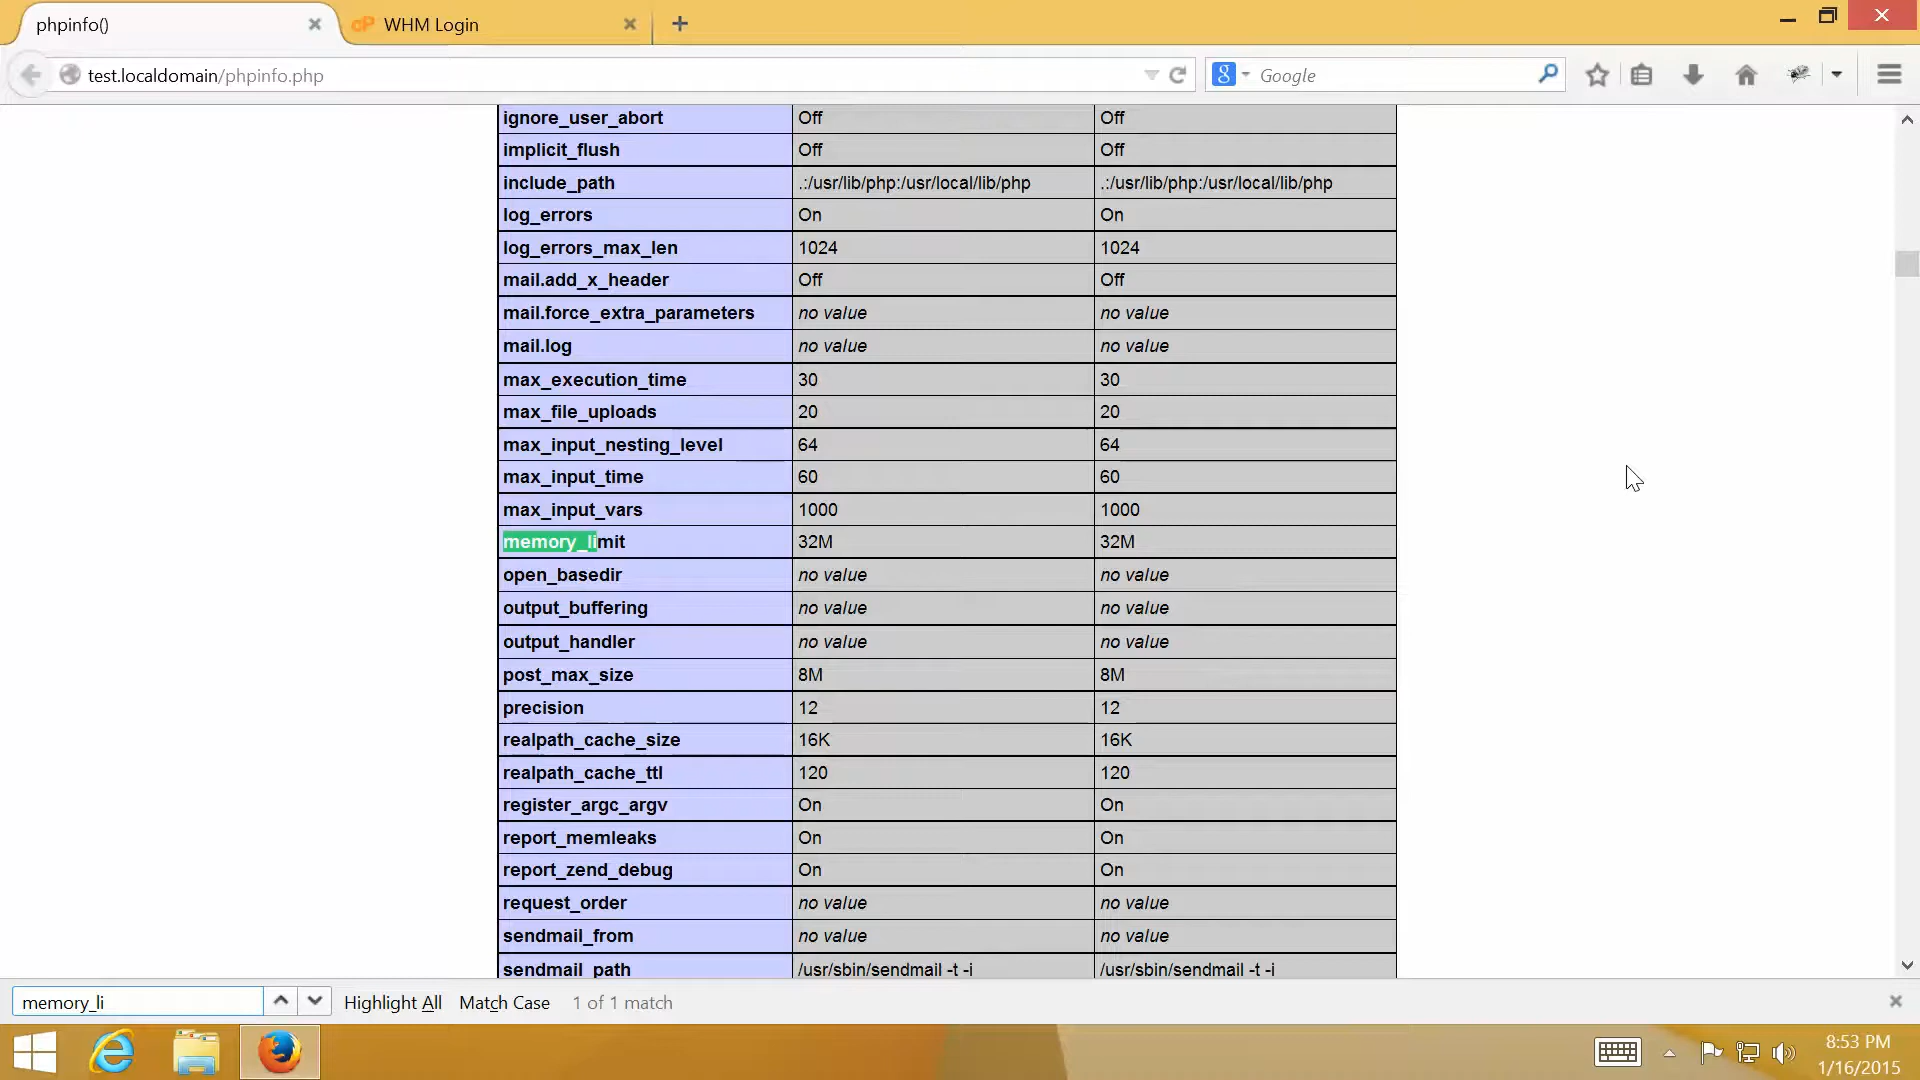 phpinfo()
WHM Login
test.localdomain/phpinfo.php
Google
ignore_user_abort Off Off
implicit_flush Off Off
include_path .:/usr/lib/php:/usr/local/lib/php .:/usr/lib/php:/usr/local/lib/php
log_errors On On
log_errors_max_len 1024 1024
mail.add_x_header Off Off
mail.force_extra_parameters no value no value
mail.log no value no value
max_execution_time 30 30
max_file_uploads 20 20
max_input_nesting_level 64 64
max_input_time 60 60
max_input_vars 1000 1000
memory_limit 32M 32M
open_basedir no value no value
output_buffering no value no value
output_handler no value no value
post_max_size 8M 8M
precision 12 12
realpath_cache_size 16K 16K
realpath_cache_ttl 120 120
register_argc_argv On On
report_memleaks On On
report_zend_debug On On
request_order no value no value
sendmail_from no value no value
sendmail_path /usr/sbin/sendmail -t -i /usr/sbin/sendmail -t -i
memory_li Highlight All Match Case 1 of 1 match
8:53 PM
1/16/2015